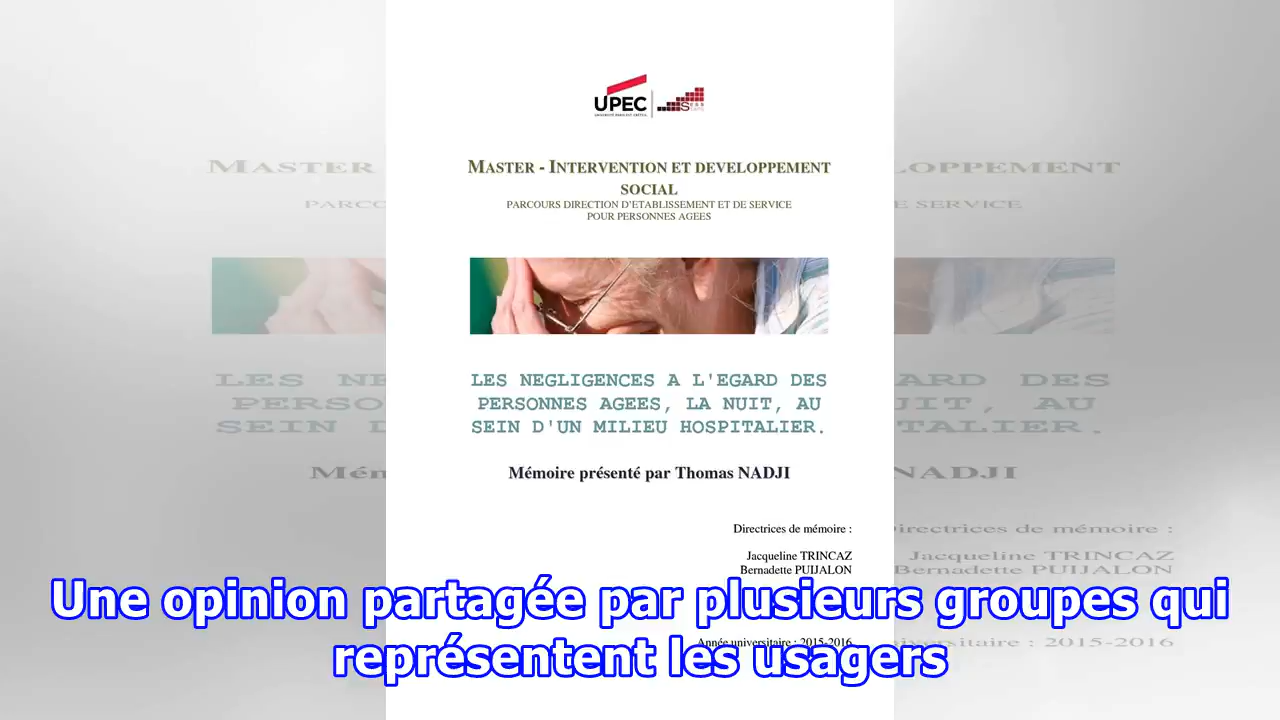 UPEC
MASTER - INTERVENTION ET DEVELOPPEMENT
SOCIAL
PARCOURS DIRECTION D'ETABLISSEMENT ET DE SERVICE
POUR PERSONNES AGEES
LES NEGLIGENCES A L'EGARD DES
PERSONNES AGEES, LA NUIT, AU
SEIN D'UN MILIEU HOSPITALIER.
Mémoire présenté par Thomas NADJI
Directrices de mémoire :
Jacqueline TRINCAZ
Bernadette PUIJALON
Année universitaire : 2015-2016
Une opinion partagée par plusieurs groupes qui
représentent les usagers